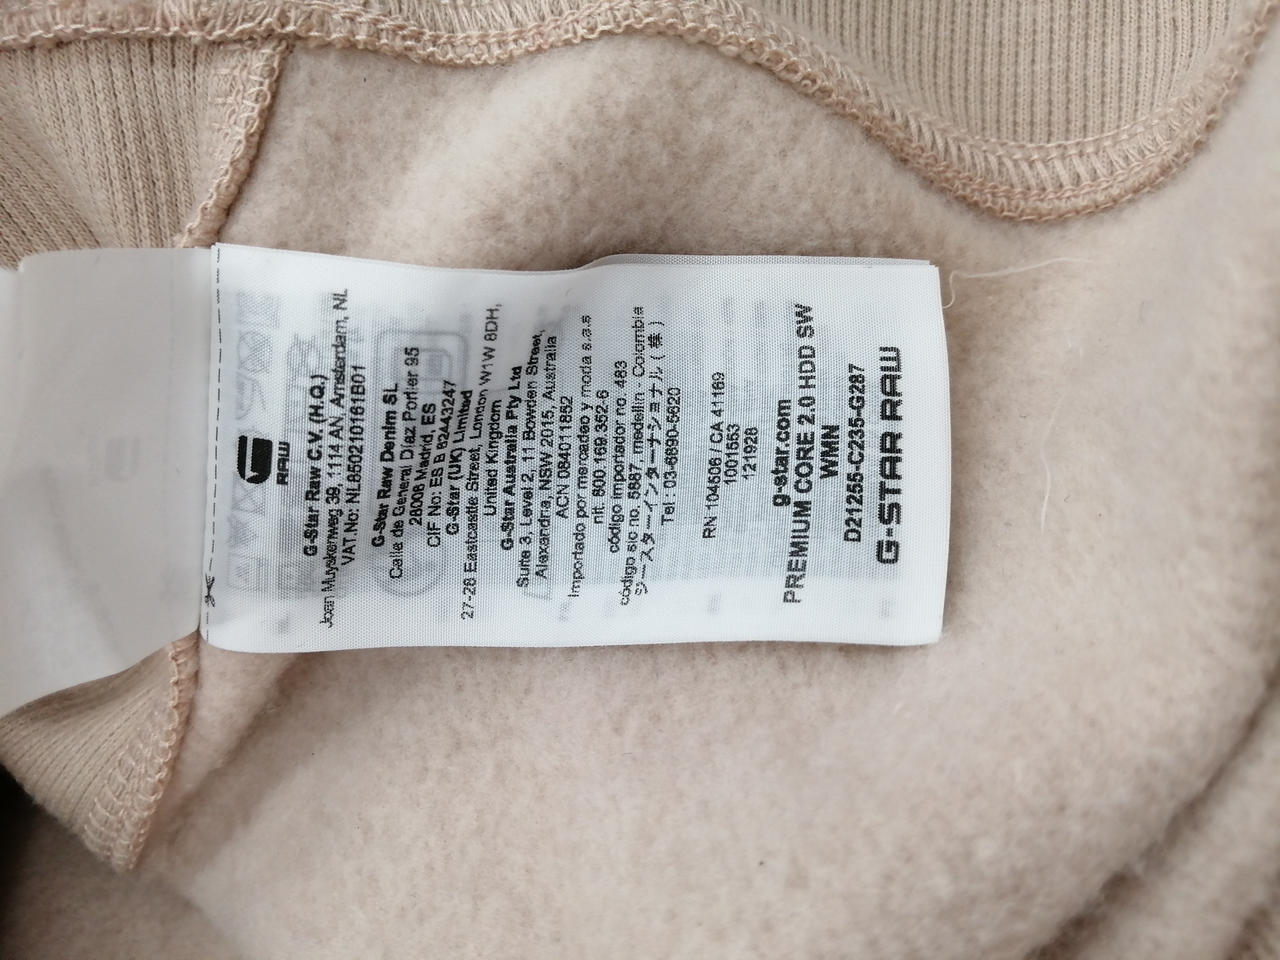 RAW
G-Star Raw C.V. (H.Q.)
Joan Muyskenweg 39, 1114 AN, Amsterdam, NL
VAT.No: NL850210161B01
G-Star Raw Denim SL
Calle de General Díaz Porlier 95
28006 Madrid, ES
CIF No: ES B 82443247
G-Star (UK) Limited
27-28 Eastcastle Street, London W1W 8DH,
United Kingdom
G-Star Australia Pty Ltd
Suite 3, Level 2, 11 Bowden Street,
Alexandria, NSW 2015, Australia
ACN 084011852
Importado por mercadeo y moda s.a.s
nit. 800.169.352-6
código importador no. 483
código sic no. 5887. medellin - Colombia
ジースターインターナショナル(株)
Tel : 03-6890-5620
RN 104506 / CA 41169
1001553
121928
g-star.com
PREMIUM CORE 2.0 HDD SW
WMN
D21255-C235-G287
G-STAR RAW